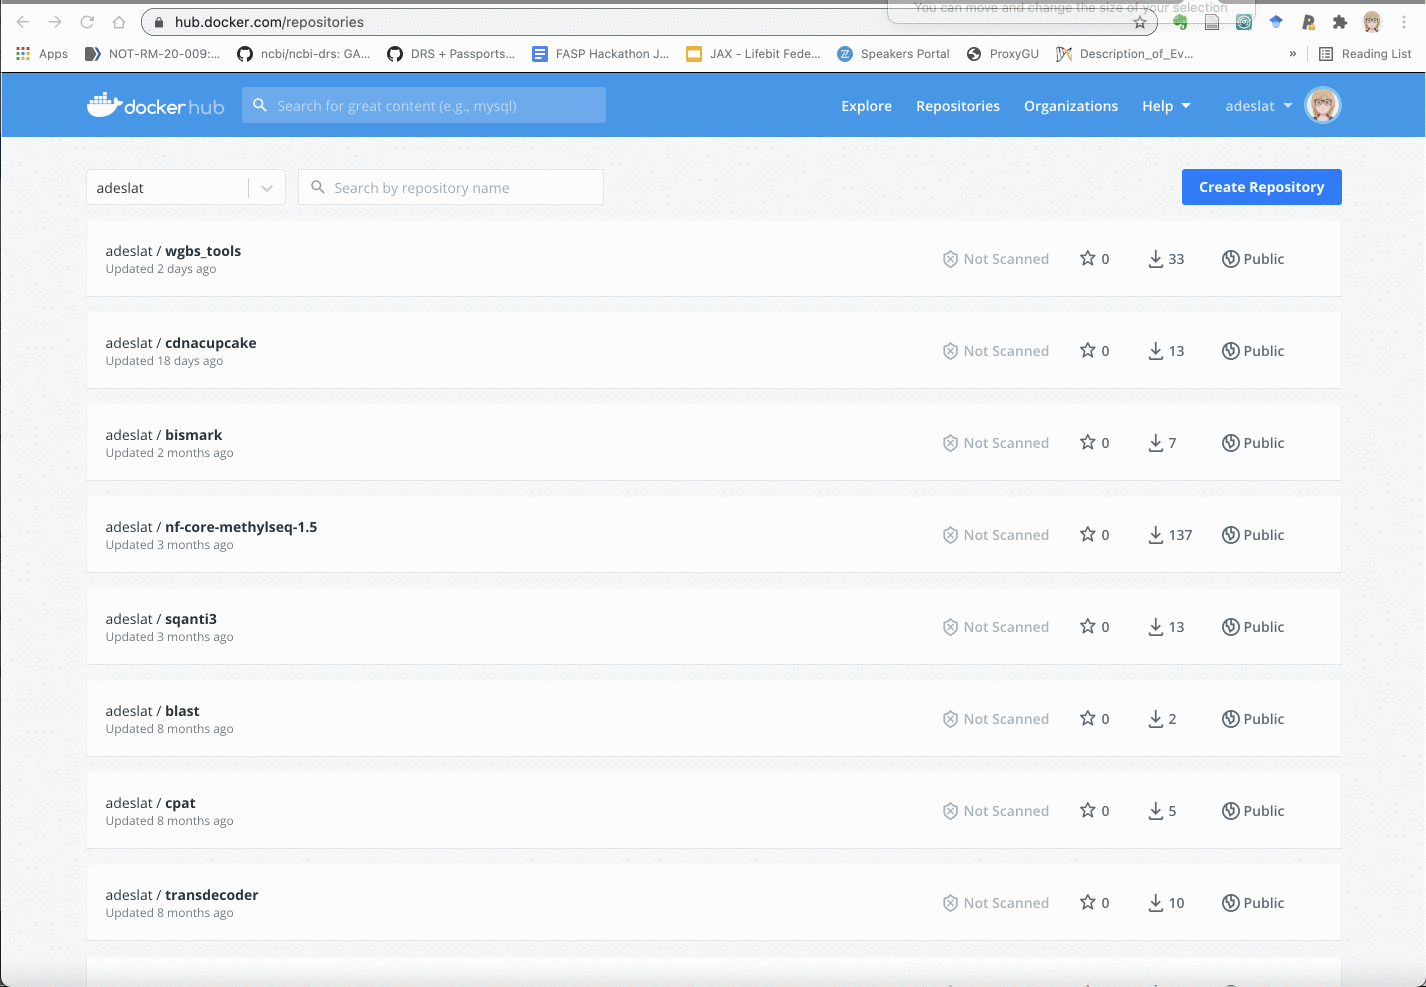 You can move and change the size of your selection
hub.docker.com/repositories
Apps NOT-RM-20-009:... ncbi/ncbi-drs: GA... DRS + Passports... FASP Hackathon J... JAX - Lifebit Fede... Speakers Portal ProxyGU Description_of_Ev... » Reading List
docker hub Search for great content (e.g., mysql) Explore Repositories Organizations Help adeslat
adeslat Search by repository name Create Repository
adeslat / wgbs_tools
Updated 2 days ago
Not Scanned 0 33 Public
adeslat / cdnacupcake
Updated 18 days ago
Not Scanned 0 13 Public
adeslat / bismark
Updated 2 months ago
Not Scanned 0 7 Public
adeslat / nf-core-methylseq-1.5
Updated 3 months ago
Not Scanned 0 137 Public
adeslat / sqanti3
Updated 3 months ago
Not Scanned 0 13 Public
adeslat / blast
Updated 8 months ago
Not Scanned 0 2 Public
adeslat / cpat
Updated 8 months ago
Not Scanned 0 5 Public
adeslat / transdecoder
Updated 8 months ago
Not Scanned 0 10 Public